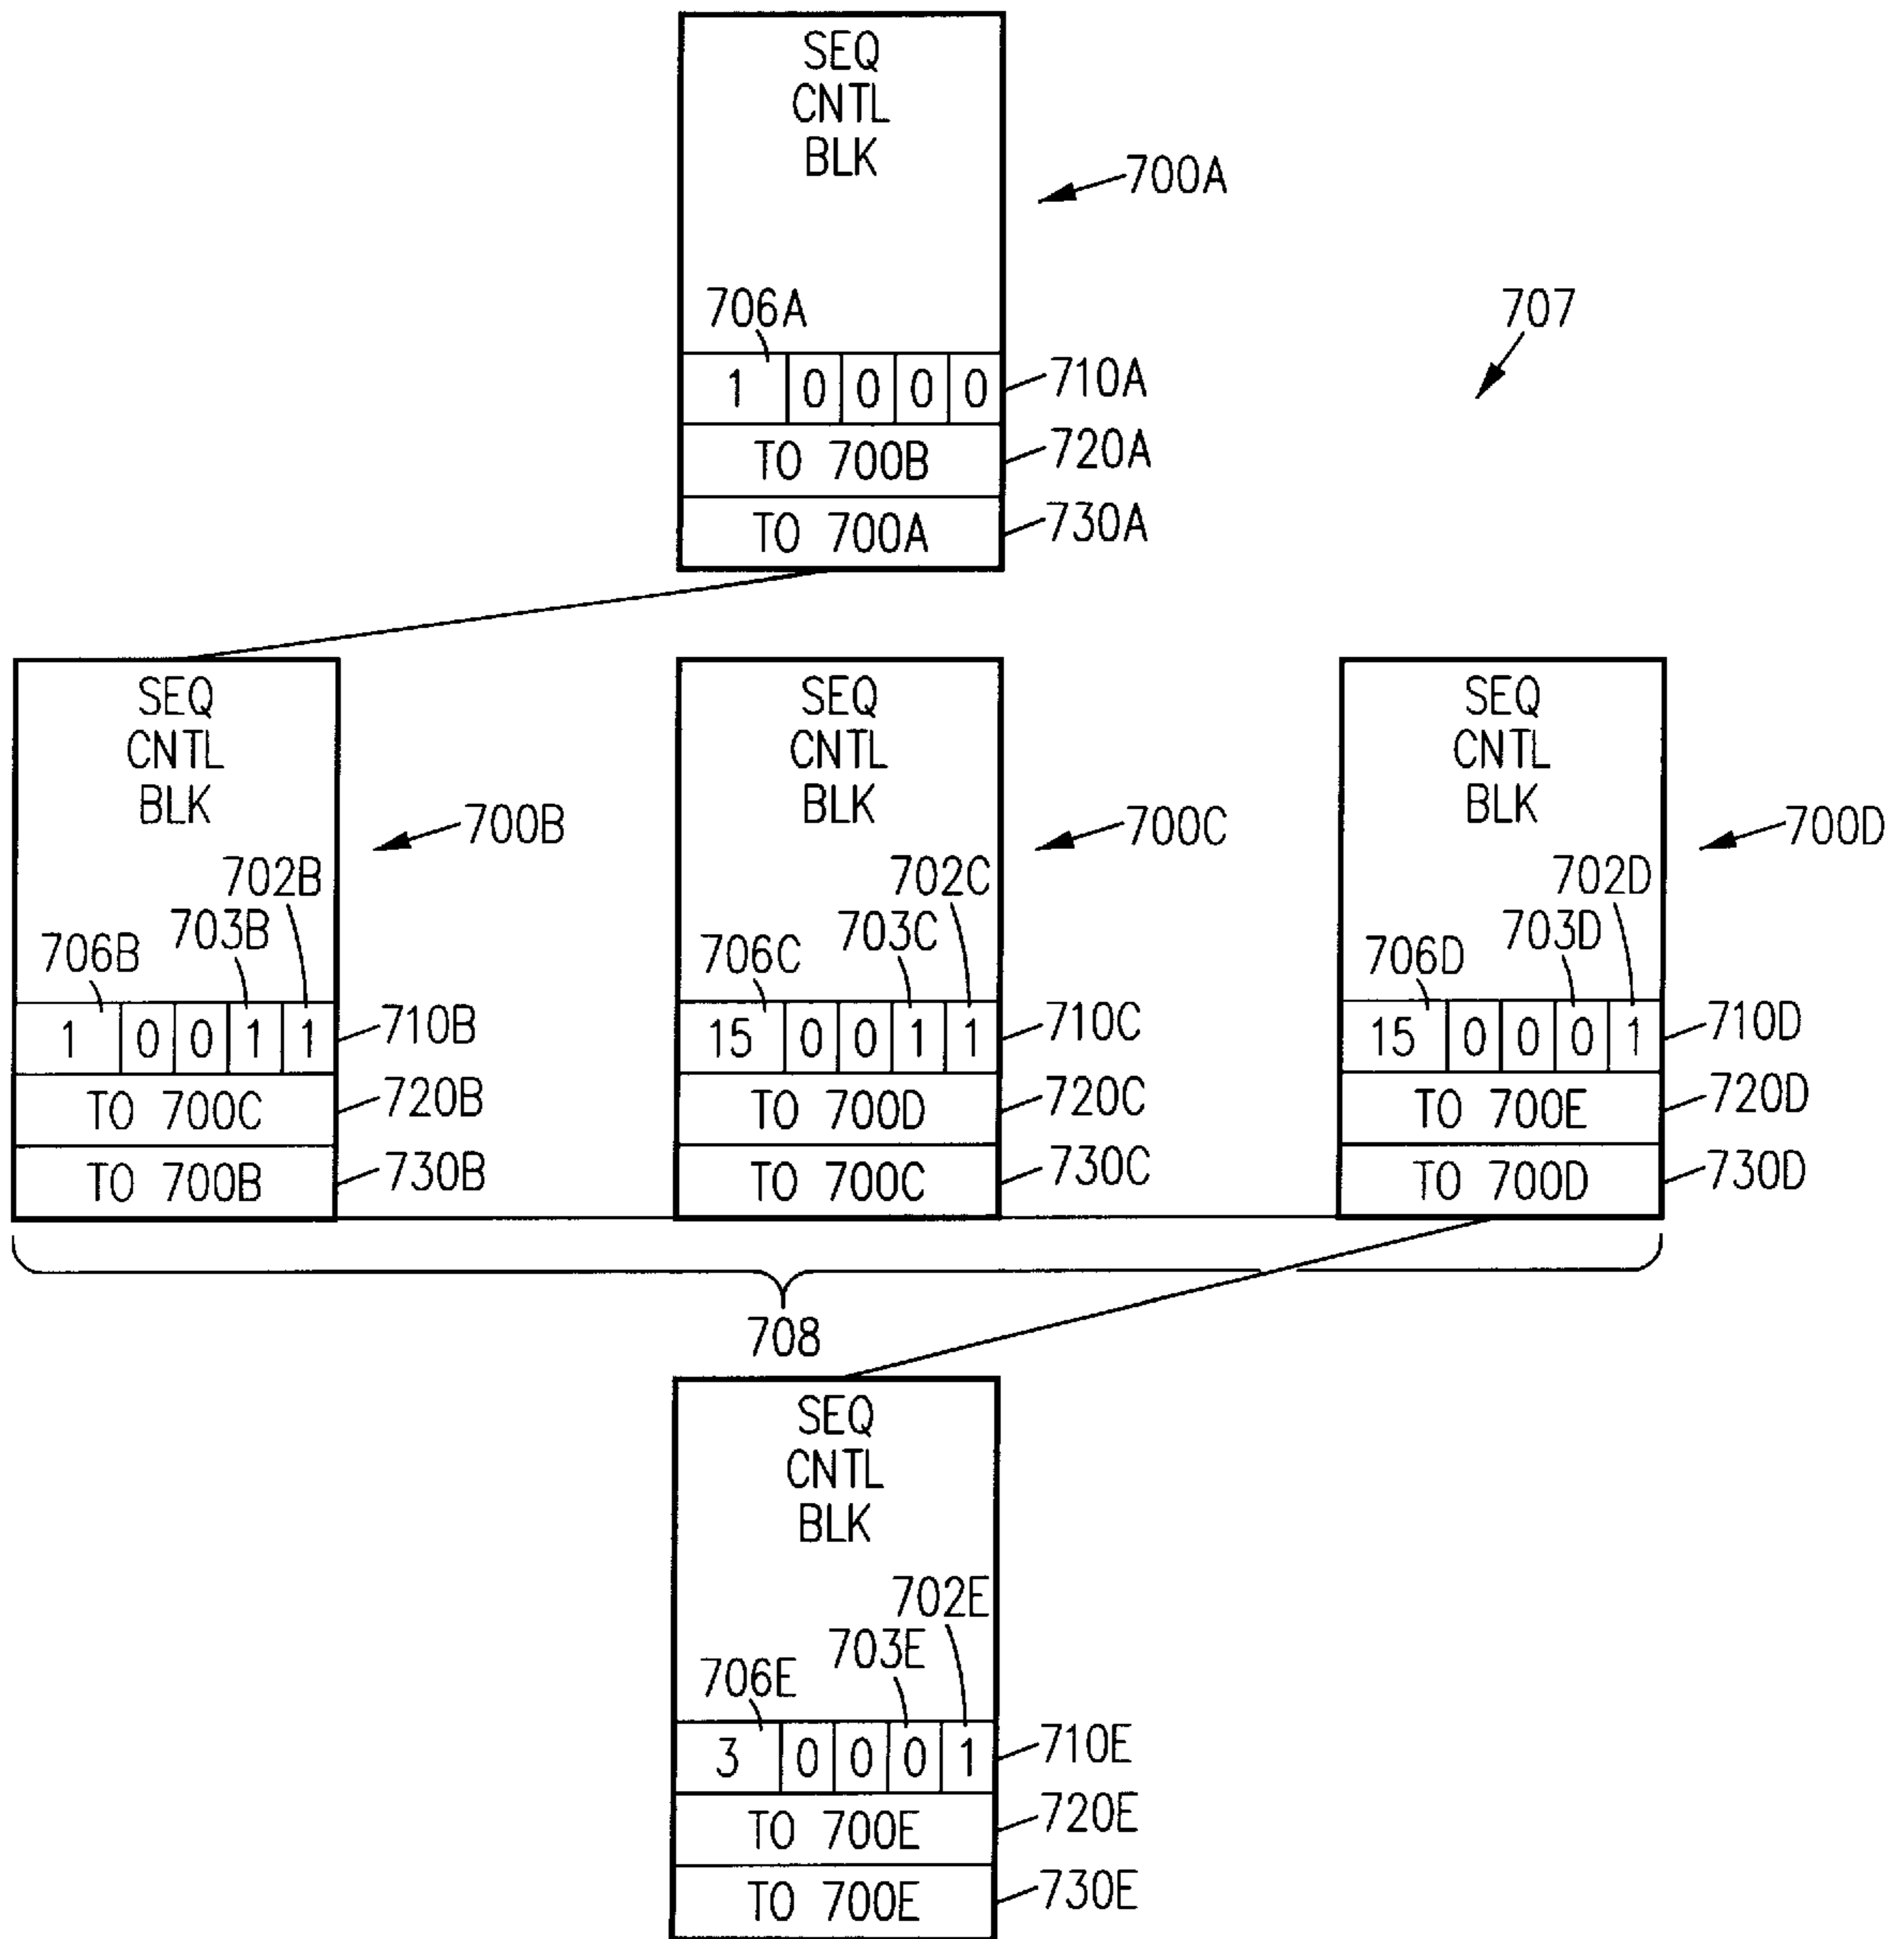 SEQ
CNTL
BLK
700A
706A
707
1 0 0 0 0 710A
TO 700B 720A
TO 700A 730A
SEQ
CNTL
BLK
700B
702B
703B
706B
1 0 0 1 1 710B
TO 700C 720B
TO 700B 730B
SEQ
CNTL
BLK
700C
702C
703C
706C
15 0 0 1 1 710C
TO 700D 720C
TO 700C 730C
SEQ
CNTL
BLK
700D
702D
703D
706D
15 0 0 0 1 710D
TO 700E 720D
TO 700D 730D
708
SEQ
CNTL
BLK
702E
703E
706E
3 0 0 0 1 710E
TO 700E 720E
TO 700E 730E